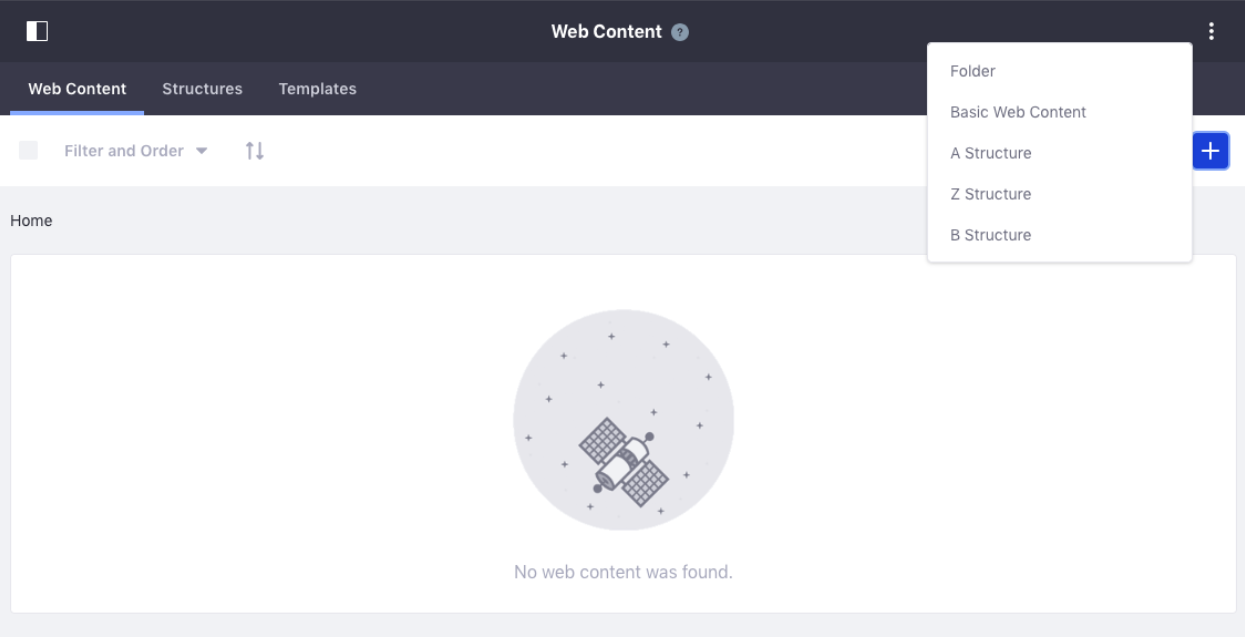 Web Content ?
Web Content Structures Templates
Filter and Order
Home
Folder
Basic Web Content
A Structure
Z Structure
B Structure
No web content was found.